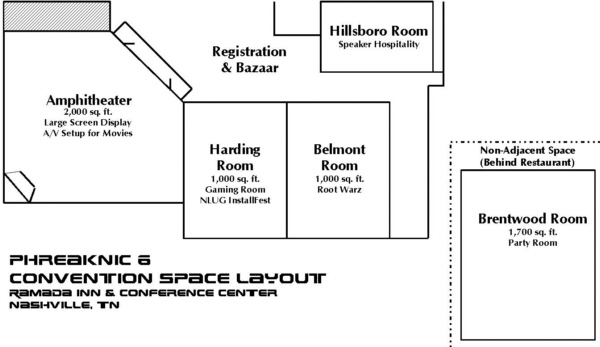 Hillsboro Room
Speaker Hospitality
Registration
& Bazaar
Amphitheater
2,000 sq. ft.
Large Screen Display
A/V Setup for Movies
Harding
Room
1,000 sq. ft.
Gaming Room
NLUG InstallFest
Belmont
Room
1,000 sq. ft.
Root Warz
Non-Adjacent Space
(Behind Restaurant)
Brentwood Room
1,700 sq. ft.
Party Room
PHREAKNIC 6
CONVENTION SPACE LAYOUT
RAMADA INN & CONFERENCE CENTER
NASHVILLE, TN